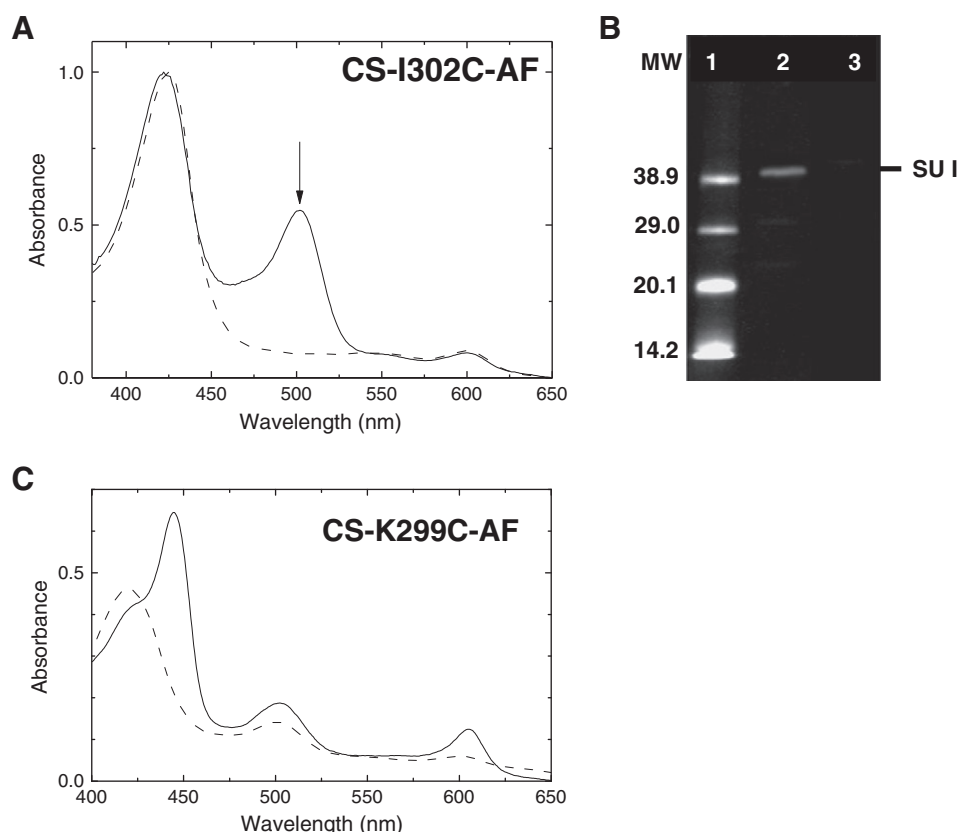 A
CS-I302C-AF
1.0
0.5
0.0
Absorbance
400 450 500 550 600 650
Wavelength (nm)
B
MW 1 2 3
38.9
29.0
20.1
14.2
SU I
C
CS-K299C-AF
0.5
0.0
Absorbance
400 450 500 550 600 650
Wavelength (nm)